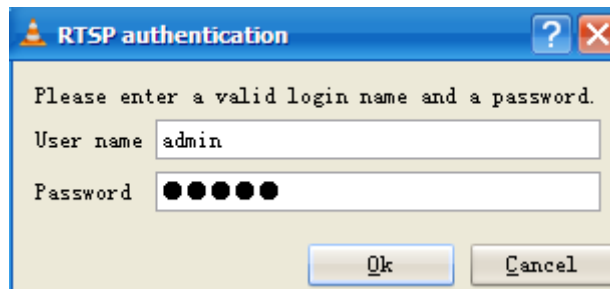 RTSP authentication
Please enter a valid login name and a password.
User name admin
Password ●●●●●
Ok Cancel